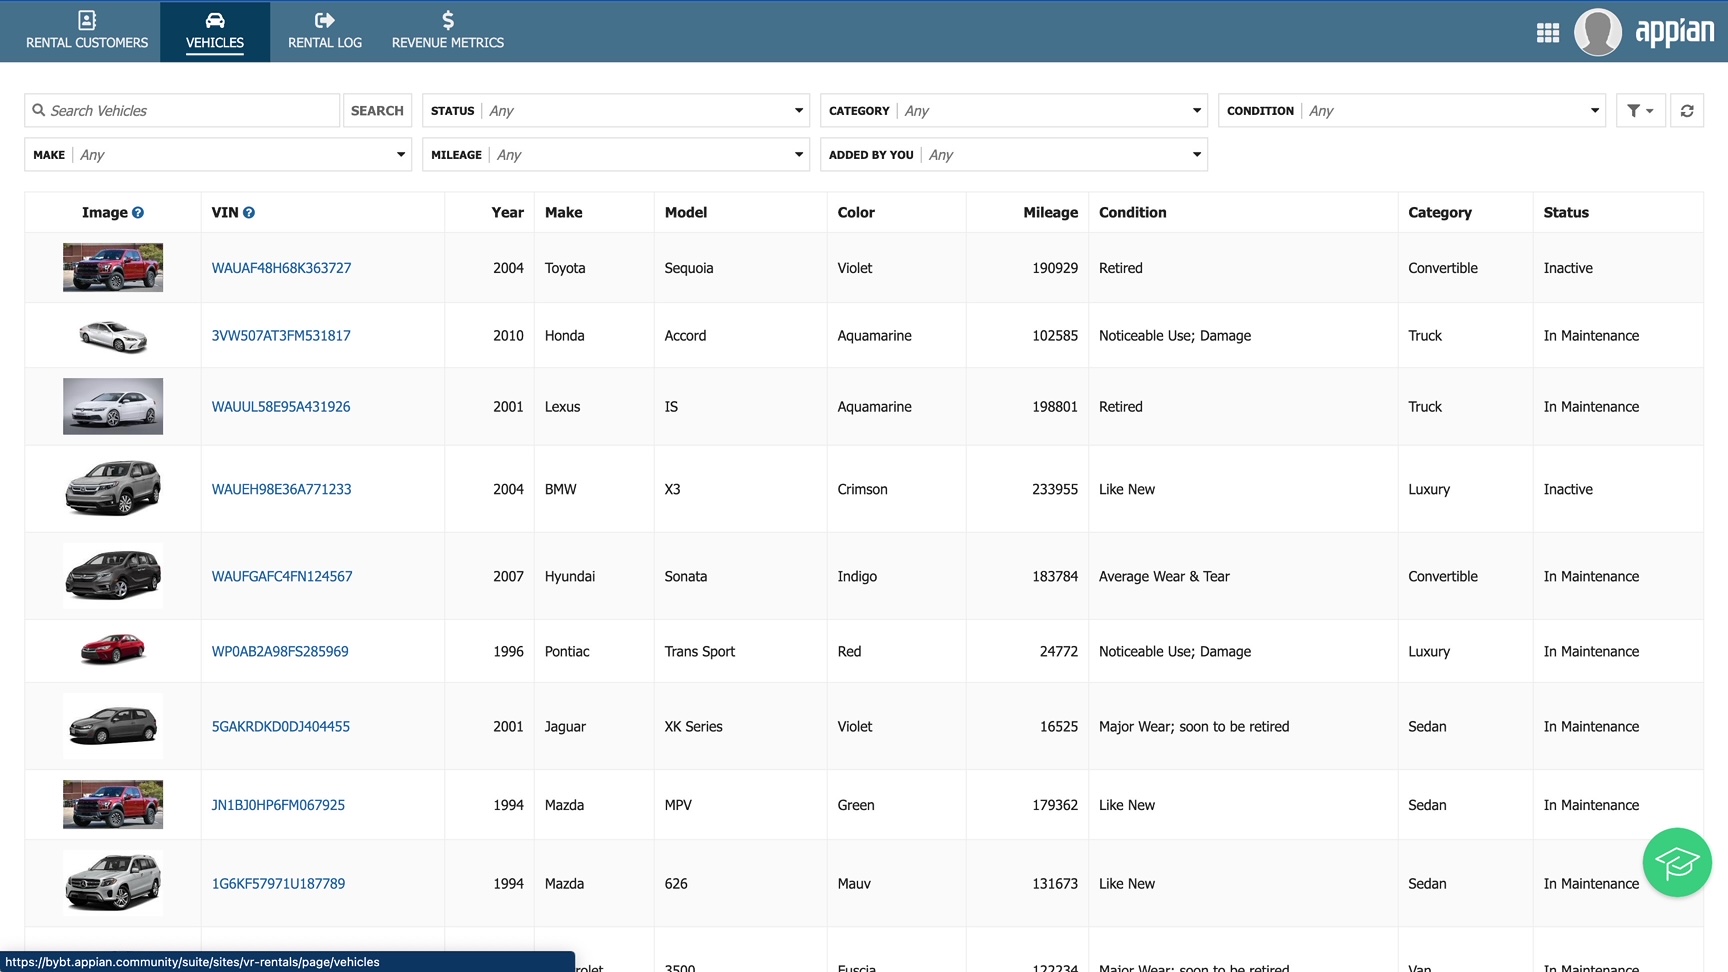 RENTAL CUSTOMERS
VEHICLES
RENTAL LOG
REVENUE METRICS
appian
Search Vehicles
SEARCH
STATUS Any
CATEGORY Any
CONDITION Any
MAKE Any
MILEAGE Any
ADDED BY YOU Any
Image VIN Year Make Model Color Mileage Condition Category Status
WAUAF48H68K363727 2004 Toyota Sequoia Violet 190929 Retired Convertible Inactive
3VW507AT3FM531817 2010 Honda Accord Aquamarine 102585 Noticeable Use; Damage Truck In Maintenance
WAUUL58E95A431926 2001 Lexus IS Aquamarine 198801 Retired Truck In Maintenance
WAUEH98E36A771233 2004 BMW X3 Crimson 233955 Like New Luxury Inactive
WAUFGAFC4FN124567 2007 Hyundai Sonata Indigo 183784 Average Wear & Tear Convertible In Maintenance
WP0AB2A98FS285969 1996 Pontiac Trans Sport Red 24772 Noticeable Use; Damage Luxury In Maintenance
5GAKRDKD0DJ404455 2001 Jaguar XK Series Violet 16525 Major Wear; soon to be retired Sedan In Maintenance
JN1BJ0HP6FM067925 1994 Mazda MPV Green 179362 Like New Sedan In Maintenance
1G6KF57971U187789 1994 Mazda 626 Mauv 131673 Like New Sedan In Maintenance
rolet 3500 Fuscia 122234 Major Wear; soon to be retired Van In Maintenance
https://bybt.appian.community/suite/sites/vr-rentals/page/vehicles